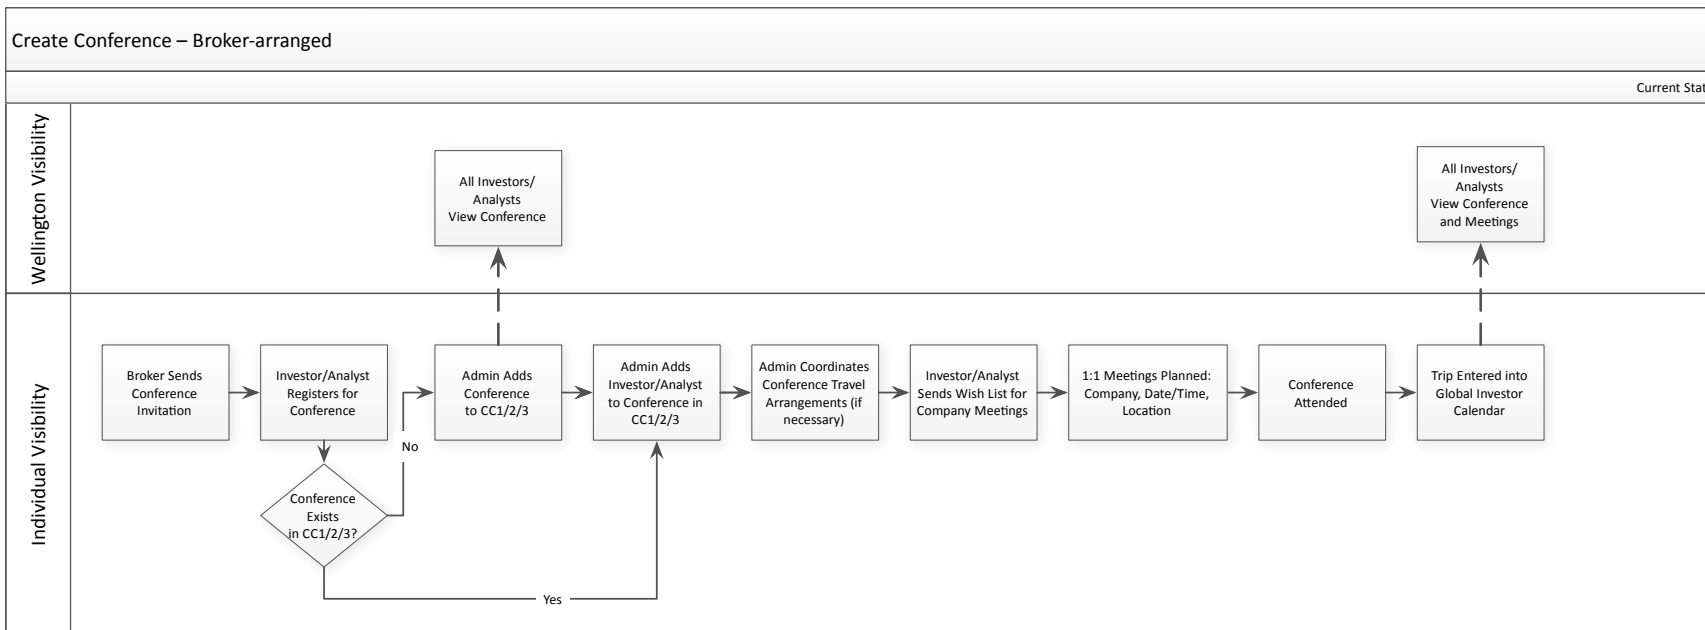 Create Conference – Broker-arranged
Current Stat
Wellington Visibility
All Investors/
Analysts
View Conference
All Investors/
Analysts
View Conference
and Meetings
Individual Visibility
Broker Sends
Conference
Invitation
Investor/Analyst
Registers for
Conference
Admin Adds
Conference
to CC1/2/3
Admin Adds
Investor/Analyst
to Conference in
CC1/2/3
Admin Coordinates
Conference Travel
Arrangements (if
necessary)
Investor/Analyst
Sends Wish List for
Company Meetings
1:1 Meetings Planned:
Company, Date/Time,
Location
Conference
Attended
Trip Entered into
Global Investor
Calendar
No
Conference
Exists
in CC1/2/3?
Yes